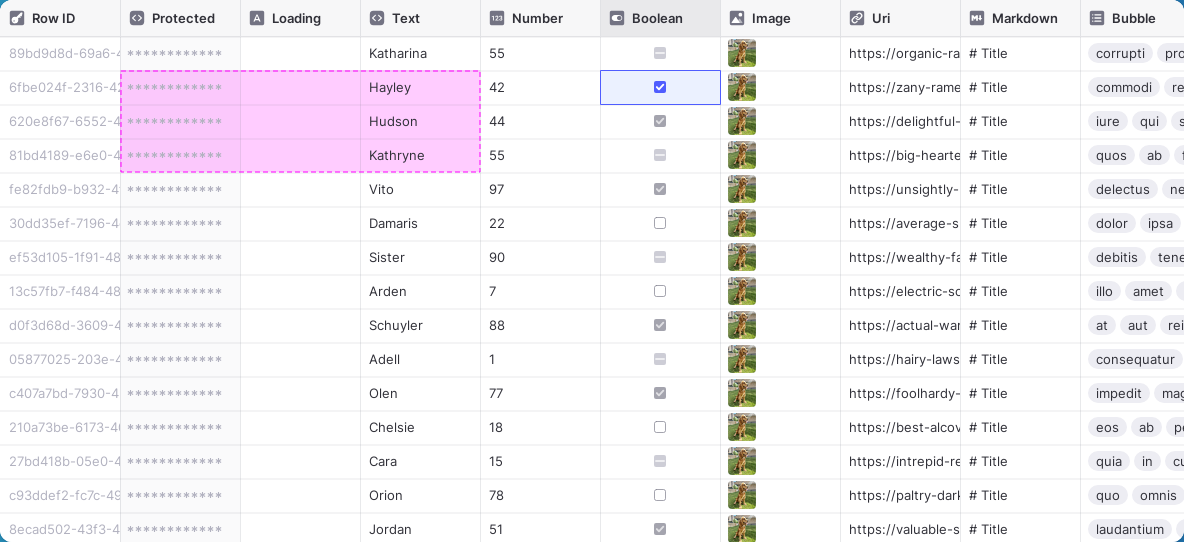 Row ID Protected Loading Text Number Boolean Image Uri Markdown Bubble
89bd9d8d-69a6-4 ************ Katharina 55 https://organic-ra # Title corrupti pro
6fbe024f-2316-42 ************ Hayley 42 https://zany-rame # Title commodi re
620e8f67-6552-4 ************ Hudson 44 https://delightful- # Title iure qui s
81bd4189-e6e0-4 ************ Kathryne 55 https://big-hearte # Title quos ab f
fe82fdb9-b932-4 ************ Vito 97 https://unsightly- # Title delectus ne
30dd35ef-7196-4 ************ Damaris 22 https://average-s # Title dolor ipsa
ef53d105-1f91-48 ************ Sister 90 https://wealthy-fa # Title debitis tene
13c57fb7-f484-48 ************ Arden 7 https://electric-sc # Title illo amet
d0f3d68d-3609-4 ************ Schuyler 88 https://actual-war # Title at aut rei
05877025-203e-4 ************ Adell 1 https://hairy-laws # Title consequatur
c407a7bd-7930-4 ************ Olen 77 https://foolhardy- # Title impedit mag
210a73be-6173-40 ************ Chelsie 18 https://best-alcov # Title eos ab pe
27bd418b-05e0-4 ************ Cara 15 https://intrepid-re # Title quia in cu
c93ddef2-fc7c-49 ************ Orion 78 https://paltry-dark # Title quo omnis
8ecad502-43f3-4 ************ Jordan 51 https://valuable-s # Title laudantium